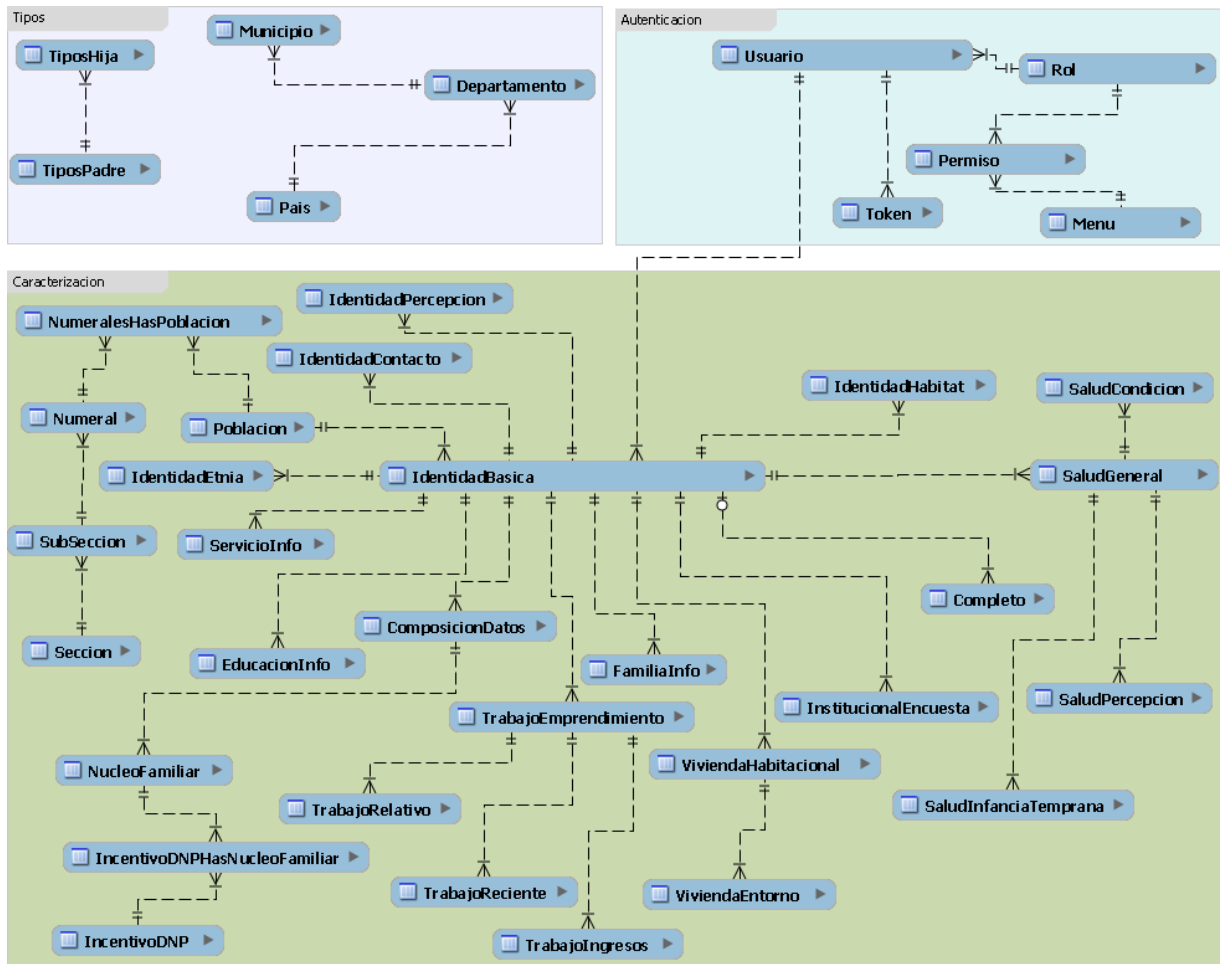 Tipos
Municipio
TiposHija
Departamento
TiposPadre
Pais
Autenticacion
Usuario
Rol
Permiso
Token
Menu
Caracterizacion
IdentidadPercepcion
NumeralesHasPoblacion
IdentidadContacto
IdentidadHabitat
SaludCondicion
Numeral
Poblacion
IdentidadEtnia
IdentidadBasica
SaludGeneral
SubSeccion
ServicioInfo
Completo
ComposicionDatos
Seccion
EducacionInfo
FamiliaInfo
SaludPercepcion
InstitucionalEncuesta
TrabajoEmprendimiento
NucleoFamiliar
ViviendaHabitacional
TrabajoRelativo
SaludInfanciaTemprana
IncentivoDNPHasNucleoFamiliar
TrabajoReciente
ViviendaEntorno
IncentivoDNP
TrabajoIngresos